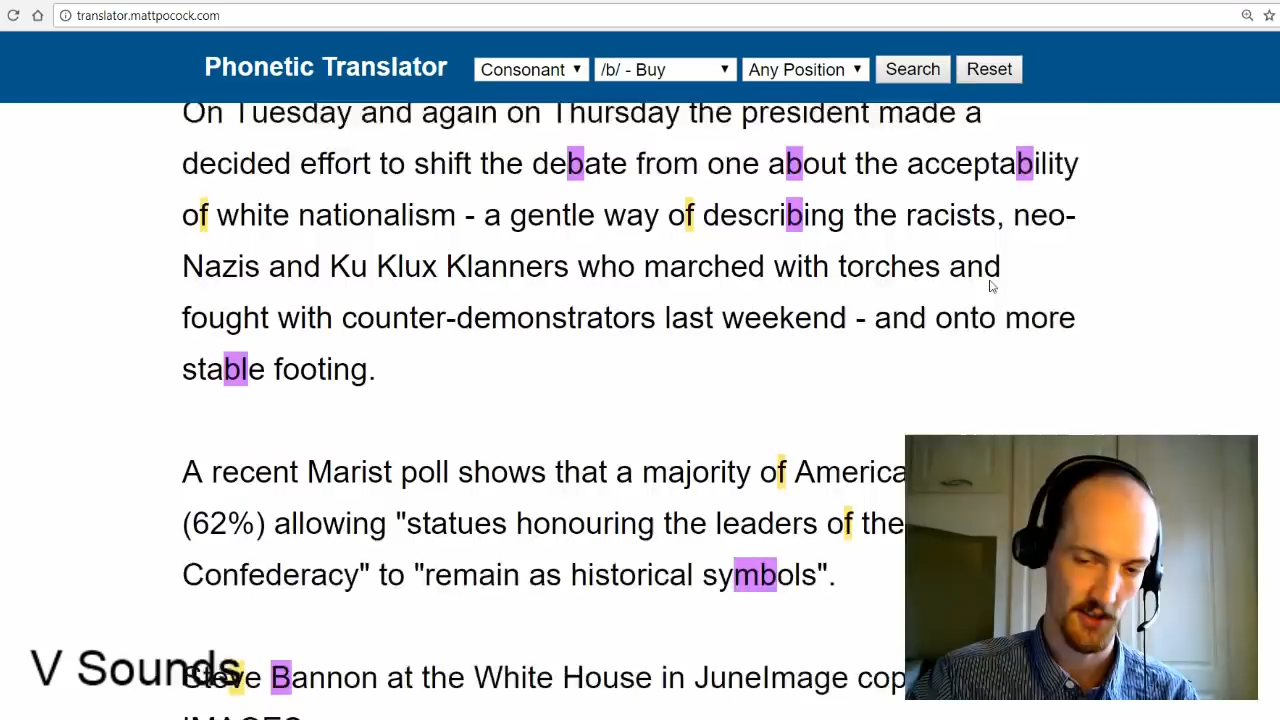 translator.mattpocock.com
Phonetic Translator Consonant /b/ - Buy Any Position Search Reset
On Tuesday and again on Thursday the president made a
decided effort to shift the debate from one about the acceptability
of white nationalism - a gentle way of describing the racists, neo-
Nazis and Ku Klux Klanners who marched with torches and
fought with counter-demonstrators last weekend - and onto more
stable footing.
A recent Marist poll shows that a majority of America
(62%) allowing "statues honouring the leaders of the
Confederacy" to "remain as historical symbols".
V Sounds
Steve Bannon at the White House in JuneImage cop
IMAGES